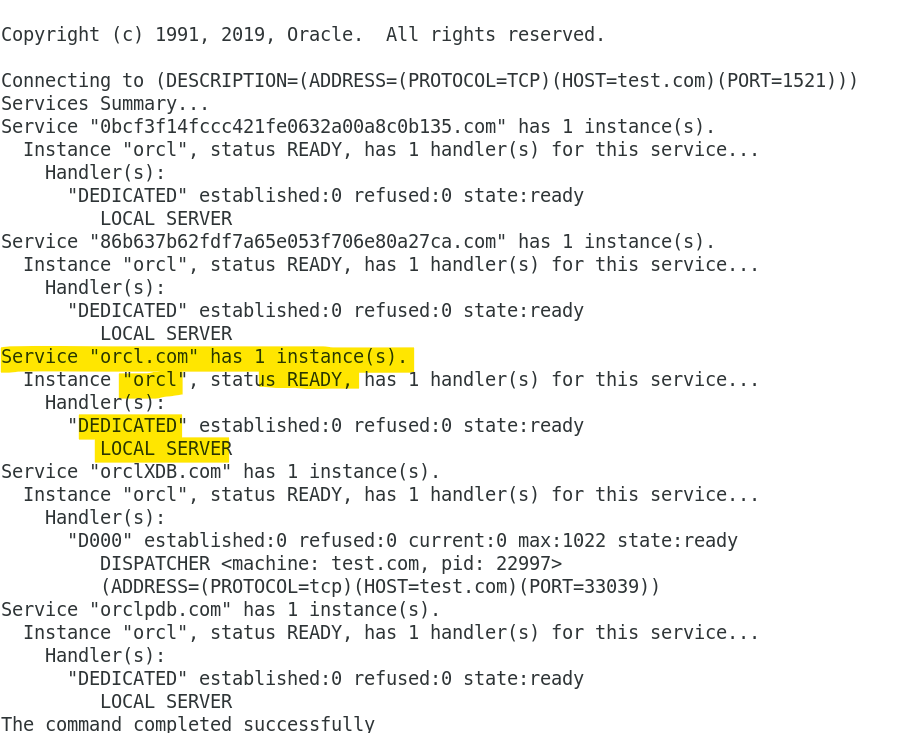 Copyright (c) 1991, 2019, Oracle.  All rights reserved.

Connecting to (DESCRIPTION=(ADDRESS=(PROTOCOL=TCP)(HOST=test.com)(PORT=1521)))
Services Summary...
Service "0bcf3f14fccc421fe0632a00a8c0b135.com" has 1 instance(s).
  Instance "orcl", status READY, has 1 handler(s) for this service...
    Handler(s):
      "DEDICATED" established:0 refused:0 state:ready
         LOCAL SERVER
Service "86b637b62fdf7a65e053f706e80a27ca.com" has 1 instance(s).
  Instance "orcl", status READY, has 1 handler(s) for this service...
    Handler(s):
      "DEDICATED" established:0 refused:0 state:ready
         LOCAL SERVER
Service "orcl.com" has 1 instance(s).
  Instance "orcl", status READY, has 1 handler(s) for this service...
    Handler(s):
      "DEDICATED" established:0 refused:0 state:ready
         LOCAL SERVER
Service "orclXDB.com" has 1 instance(s).
  Instance "orcl", status READY, has 1 handler(s) for this service...
    Handler(s):
      "D000" established:0 refused:0 current:0 max:1022 state:ready
         DISPATCHER <machine: test.com, pid: 22997>
         (ADDRESS=(PROTOCOL=tcp)(HOST=test.com)(PORT=33039))
Service "orclpdb.com" has 1 instance(s).
  Instance "orcl", status READY, has 1 handler(s) for this service...
    Handler(s):
      "DEDICATED" established:0 refused:0 state:ready
         LOCAL SERVER
The command completed successfully